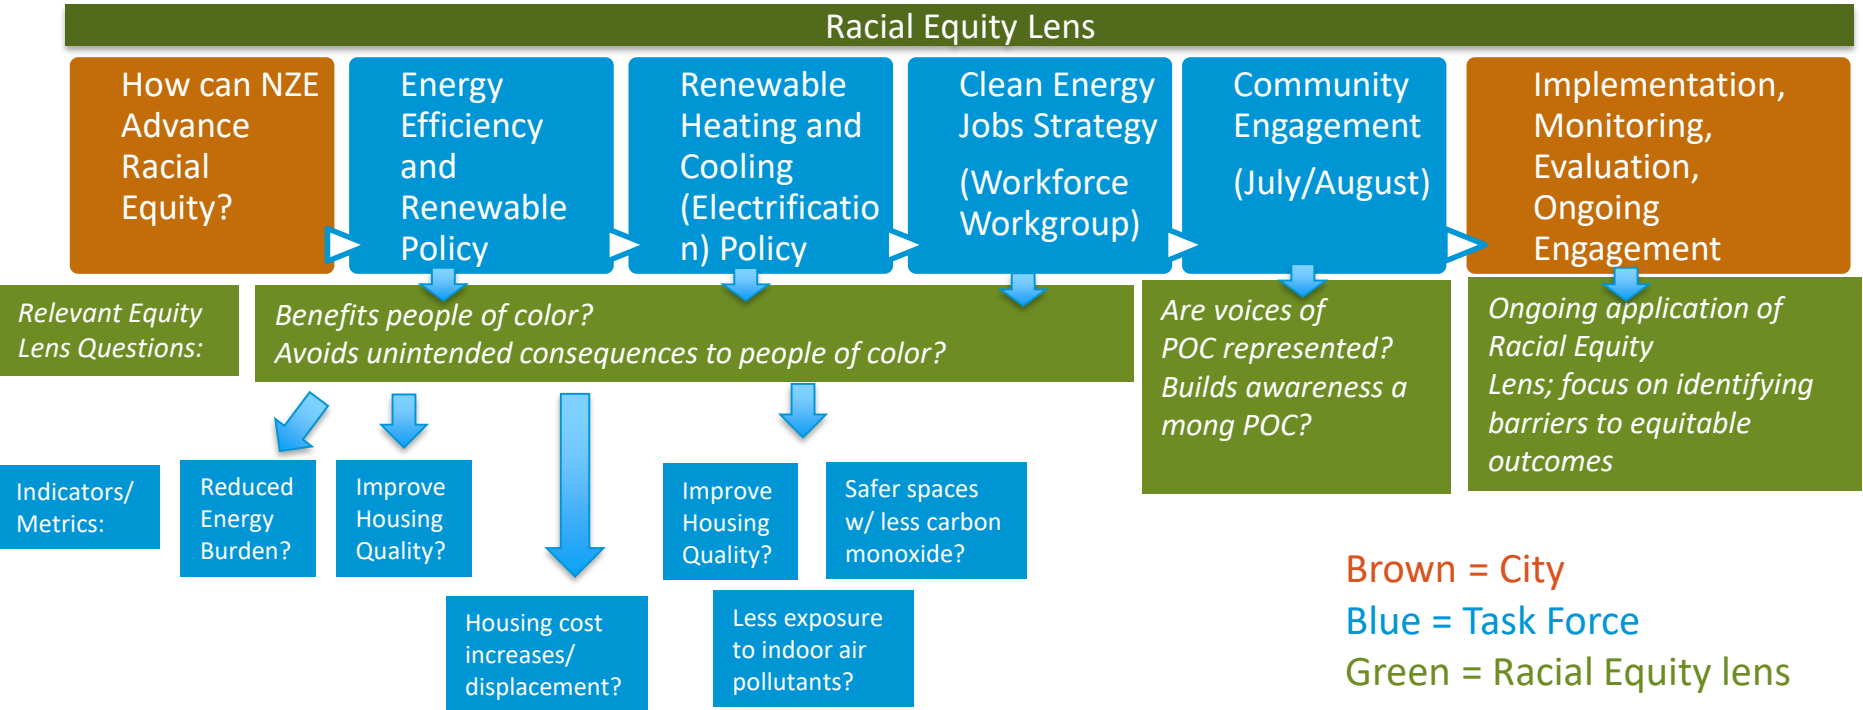 Racial Equity Lens
How can NZE
Advance
Racial
Equity?
Energy
Efficiency
and
Renewable
Policy
Renewable
Heating and
Cooling
(Electrificatio
n) Policy
Clean Energy
Jobs Strategy
(Workforce
Workgroup)
Community
Engagement
(July/August)
Implementation,
Monitoring,
Evaluation,
Ongoing
Engagement
Relevant Equity
Lens Questions:
Benefits people of color?
Avoids unintended consequences to people of color?
Are voices of
POC represented?
Builds awareness a
mong POC?
Ongoing application of
Racial Equity
Lens; focus on identifying
barriers to equitable
outcomes
Indicators/
Metrics:
Reduced
Energy
Burden?
Improve
Housing
Quality?
Housing cost
increases/
displacement?
Improve
Housing
Quality?
Safer spaces
w/ less carbon
monoxide?
Less exposure
to indoor air
pollutants?
Brown = City
Blue = Task Force
Green = Racial Equity lens